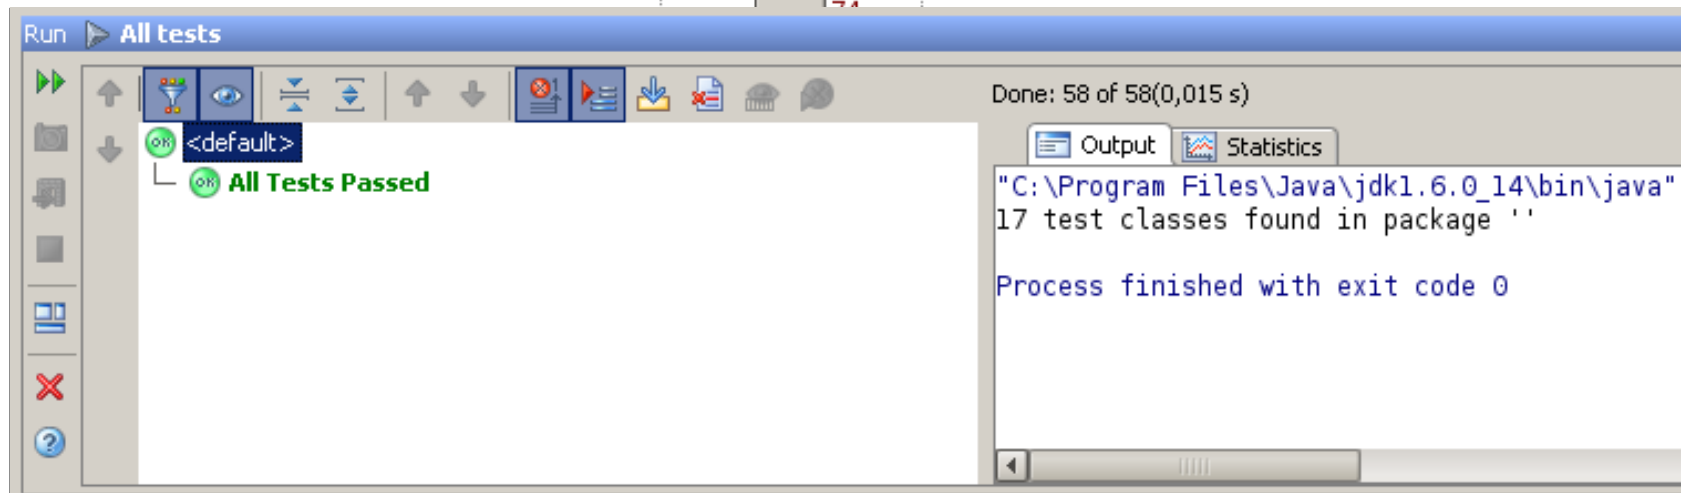 74
Run All tests
Done: 58 of 58(0,015 s)
<default>
All Tests Passed
Output Statistics
"C:\Program Files\Java\jdk1.6.0_14\bin\java"
17 test classes found in package ''
Process finished with exit code 0